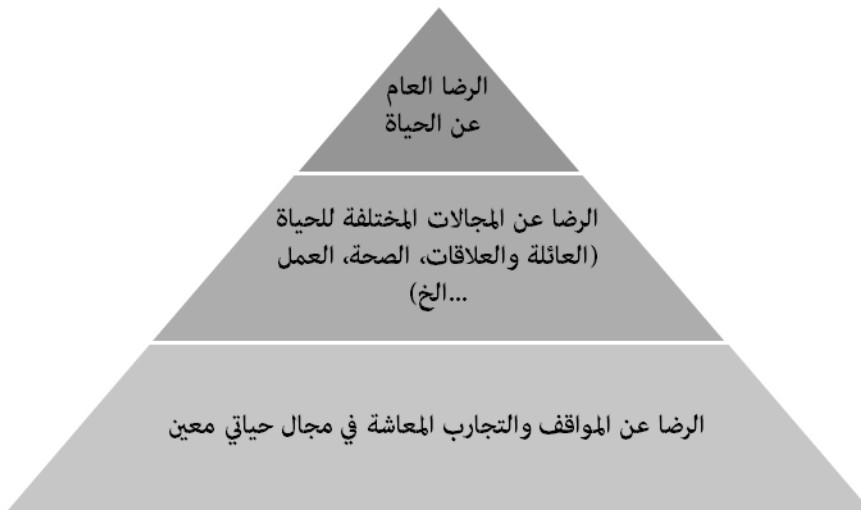 الرضا العام
عن الحياة
الرضا عن المجالات المختلفة للحياة
(العائلة والعلاقات، الصحة، العمل
...الخ)
الرضا عن المواقف والتجارب المعاشة في مجال حياتي معين